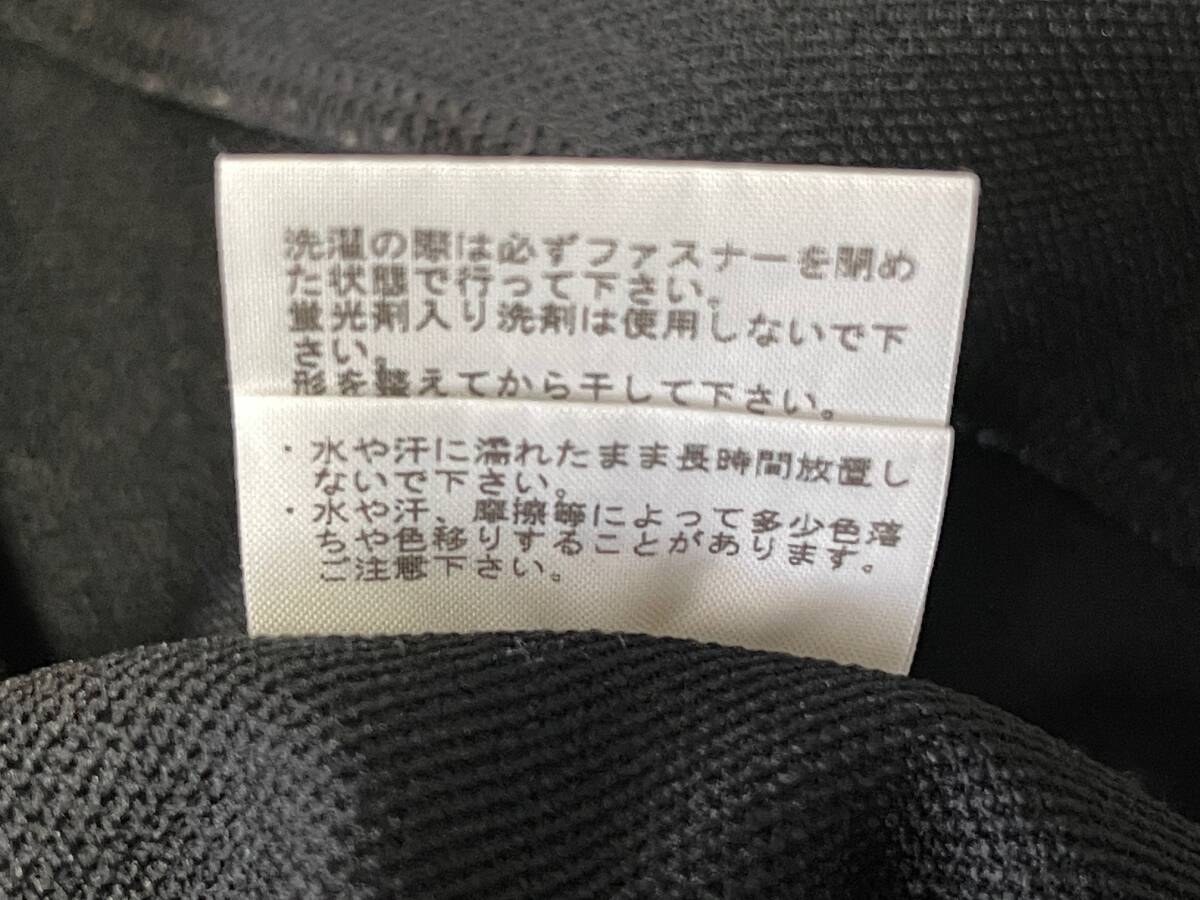 洗濯の際は必ずファスナーを閉め
た状態で行って下さい。
蛍光剤入り洗剤は使用しないで下
さい。
形を整えてから干して下さい。
・水や汗に濡れたまま長時間放置し
ないで下さい。
・水や汗、摩擦等によって多少色落
ちや色移りすることがあります。
ご注意下さい。